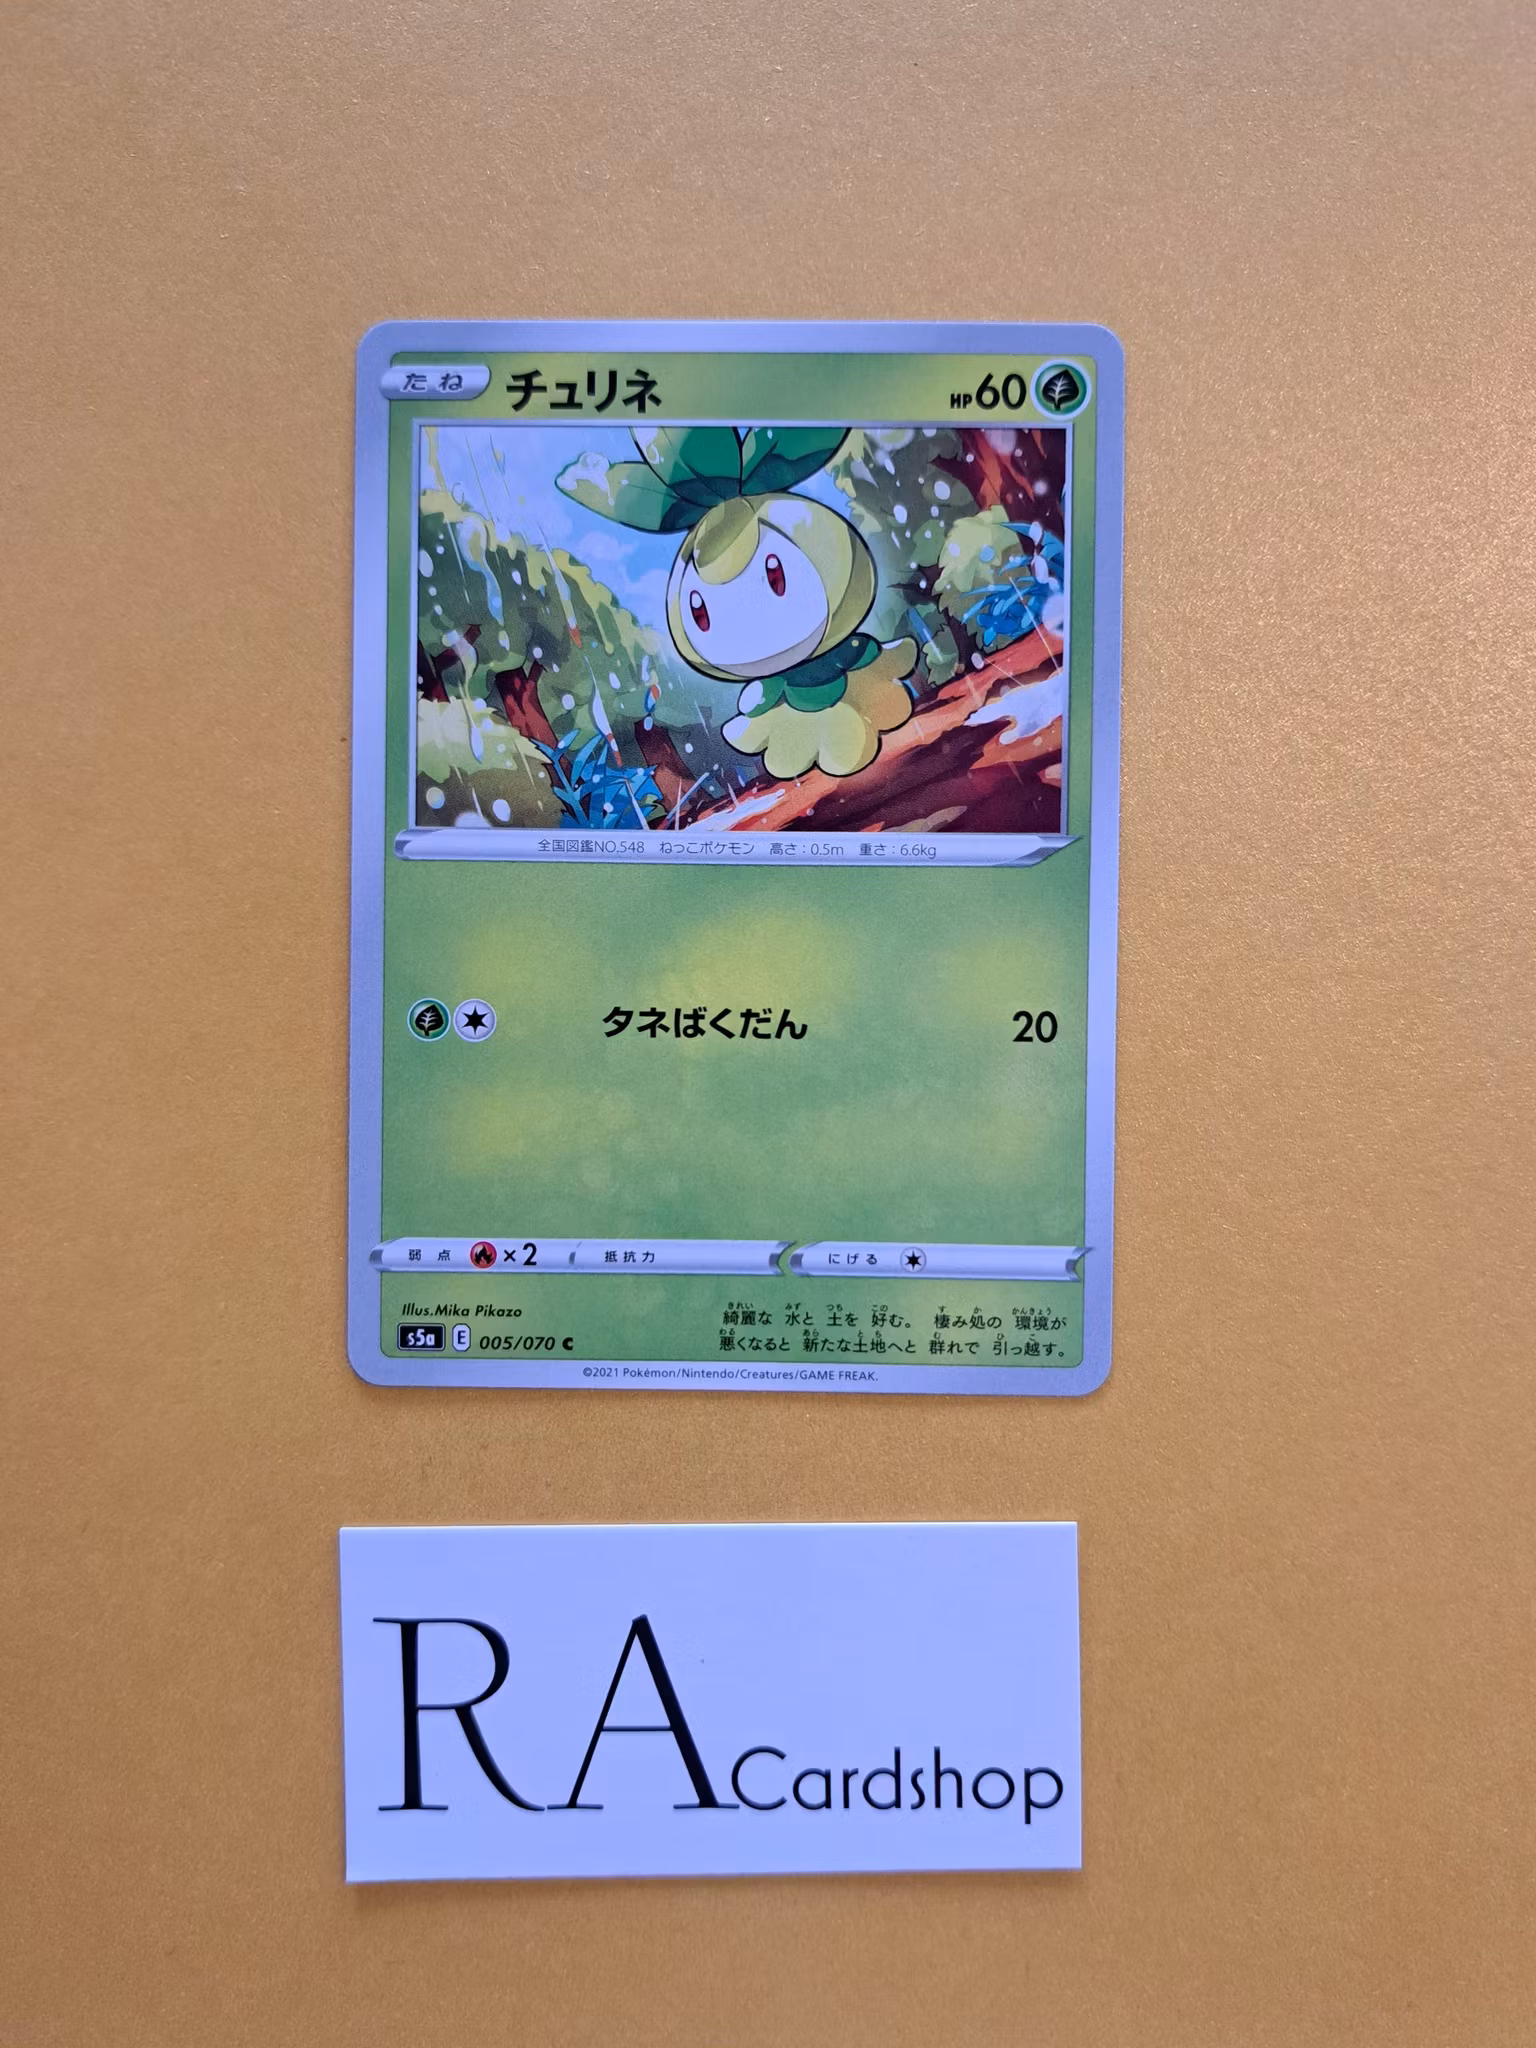 たね チュリネ HP60
全国図鑑NO.548 ねっこポケモン 高さ：0.5m 重さ：6.6kg
タネばくだん 20
弱点 ×2 抵抗力 にげる
Illus.Mika Pikazo
s5a E 005/070 C
綺麗な 水と 土を 好む。 棲み処の 環境が
悪くなると 新たな土地へと 群れで 引っ越す。
©2021 Pokémon/Nintendo/Creatures/GAME FREAK.
RA Cardshop